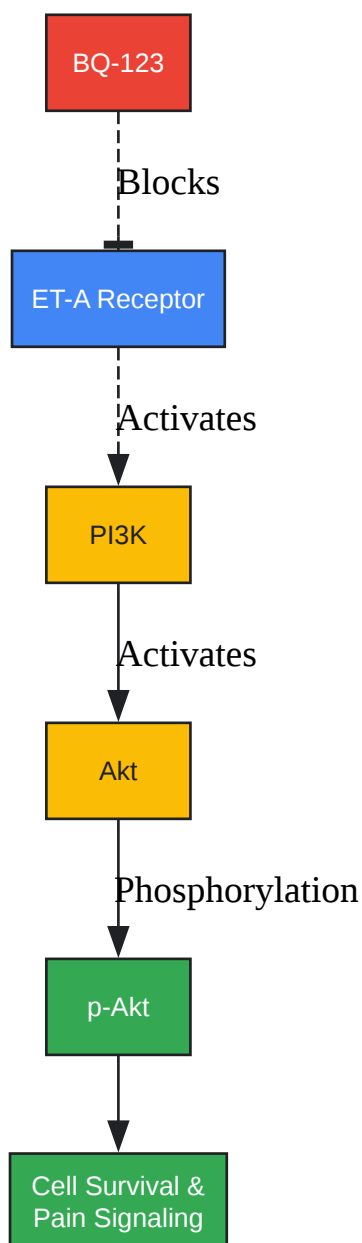 BQ-123
Blocks
ET-A Receptor
Activates
PI3K
Activates
Akt
Phosphorylation
p-Akt
Cell Survival &
Pain Signaling